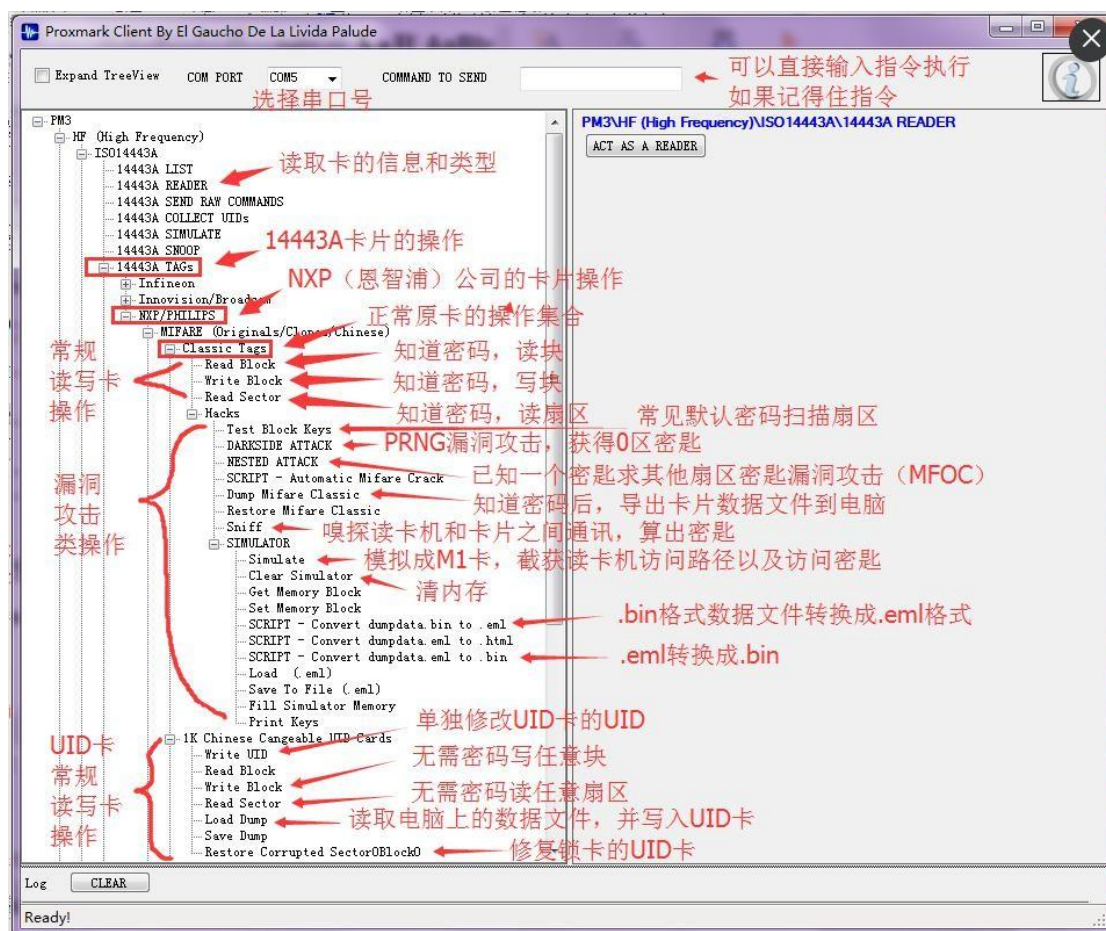 Proxmark Client By El Gaucho De La Livida Palude
Expand TreeView COM PORT COM5 COMMAND TO SEND
可以直接输入指令执行
如果记得住指令
选择串口号
PM3\HF (High Frequency)\ISO14443A\14443A READER
ACT AS A READER
PM3
HF (High Frequency)
ISO14443A
14443A LIST
14443A READER 读取卡的信息和类型
14443A SEND RAW COMMANDS
14443A COLLECT UIDs
14443A SIMULATE
14443A SNOOP
14443A TAGs 14443A卡片的操作
Infineon
Innovision/Broadcom
NXP/PHILIPS NXP（恩智浦）公司的卡片操作
MIFARE (Originals/Clones/Chinese)
Classic Tags 正常原卡的操作集合
常规
读写卡
操作
Read Block 知道密码，读块
Write Block 知道密码，写块
Read Sector 知道密码，读扇区
Hacks
漏洞
攻击
类操作
Test Block Keys 常见默认密码扫描扇区
DARKSIDE ATTACK PRNG漏洞攻击，获得0区密匙
NESTED ATTACK 已知一个密匙求其他扇区密匙漏洞攻击（MFOC）
SCRIPT - Automatic Mifare Crack
Dump Mifare Classic 知道密码后，导出卡片数据文件到电脑
Restore Mifare Classic
Sniff 嗅探读卡机和卡片之间通讯，算出密匙
SIMULATOR
Simulate 模拟成M1卡，截获读卡机访问路径以及访问密匙
Clear Simulator 清内存
Get Memory Block
Set Memory Block
SCRIPT - Convert dumpdata.bin to .eml .bin格式数据文件转换成.eml格式
SCRIPT - Convert dumpdata.eml to .html
SCRIPT - Convert dumpdata.eml to .bin .eml转换成.bin
Load (.eml)
Save To File (.eml)
Fill Simulator Memory
Print Keys
1K Chinese Cangeable UID Cards
UID卡
常规
读写卡
操作
Write UID 单独修改UID卡的UID
Read Block
Write Block 无需密码写任意块
Read Sector 无需密码读任意扇区
Load Dump 读取电脑上的数据文件，并写入UID卡
Save Dump
Restore Corrupted Sector0Block0 修复锁卡的UID卡
Log CLEAR
Ready!